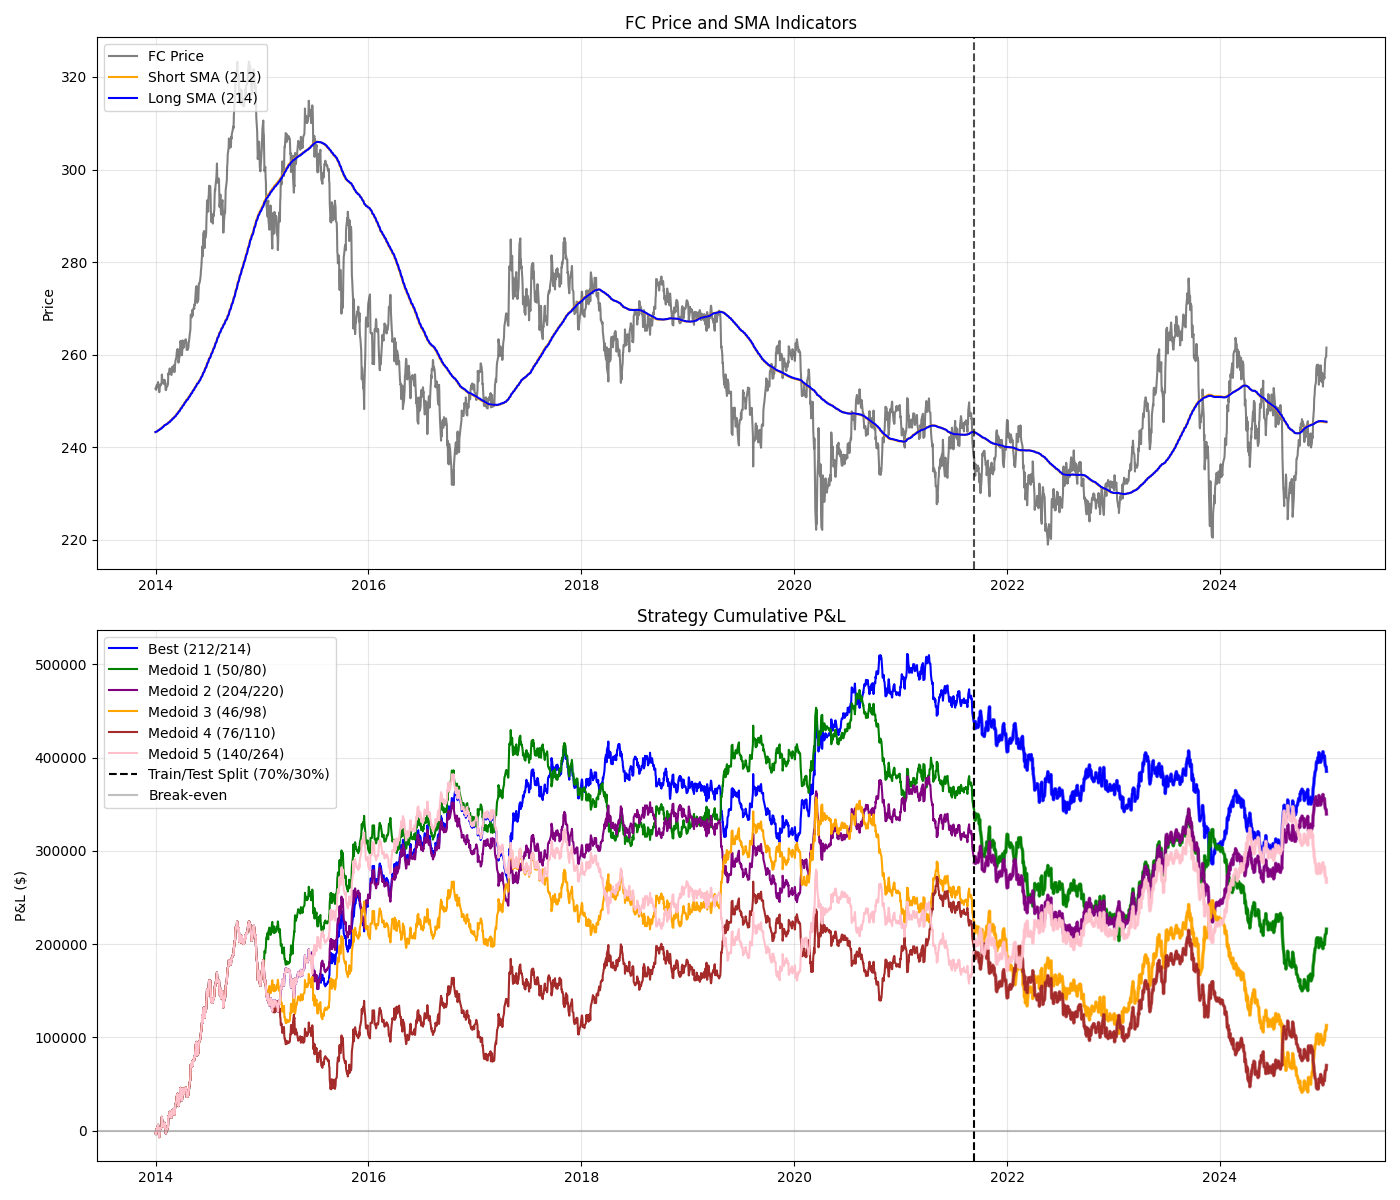 FC Price and SMA Indicators
FC Price
Short SMA (212)
Long SMA (214)
Price
320
300
280
260
240
220
2014 2016 2018 2020 2022 2024
Strategy Cumulative P&L
Best (212/214)
Medoid 1 (50/80)
Medoid 2 (204/220)
Medoid 3 (46/98)
Medoid 4 (76/110)
Medoid 5 (140/264)
Train/Test Split (70%/30%)
Break-even
P&L ($)
500000
400000
300000
200000
100000
0
2014 2016 2018 2020 2022 2024